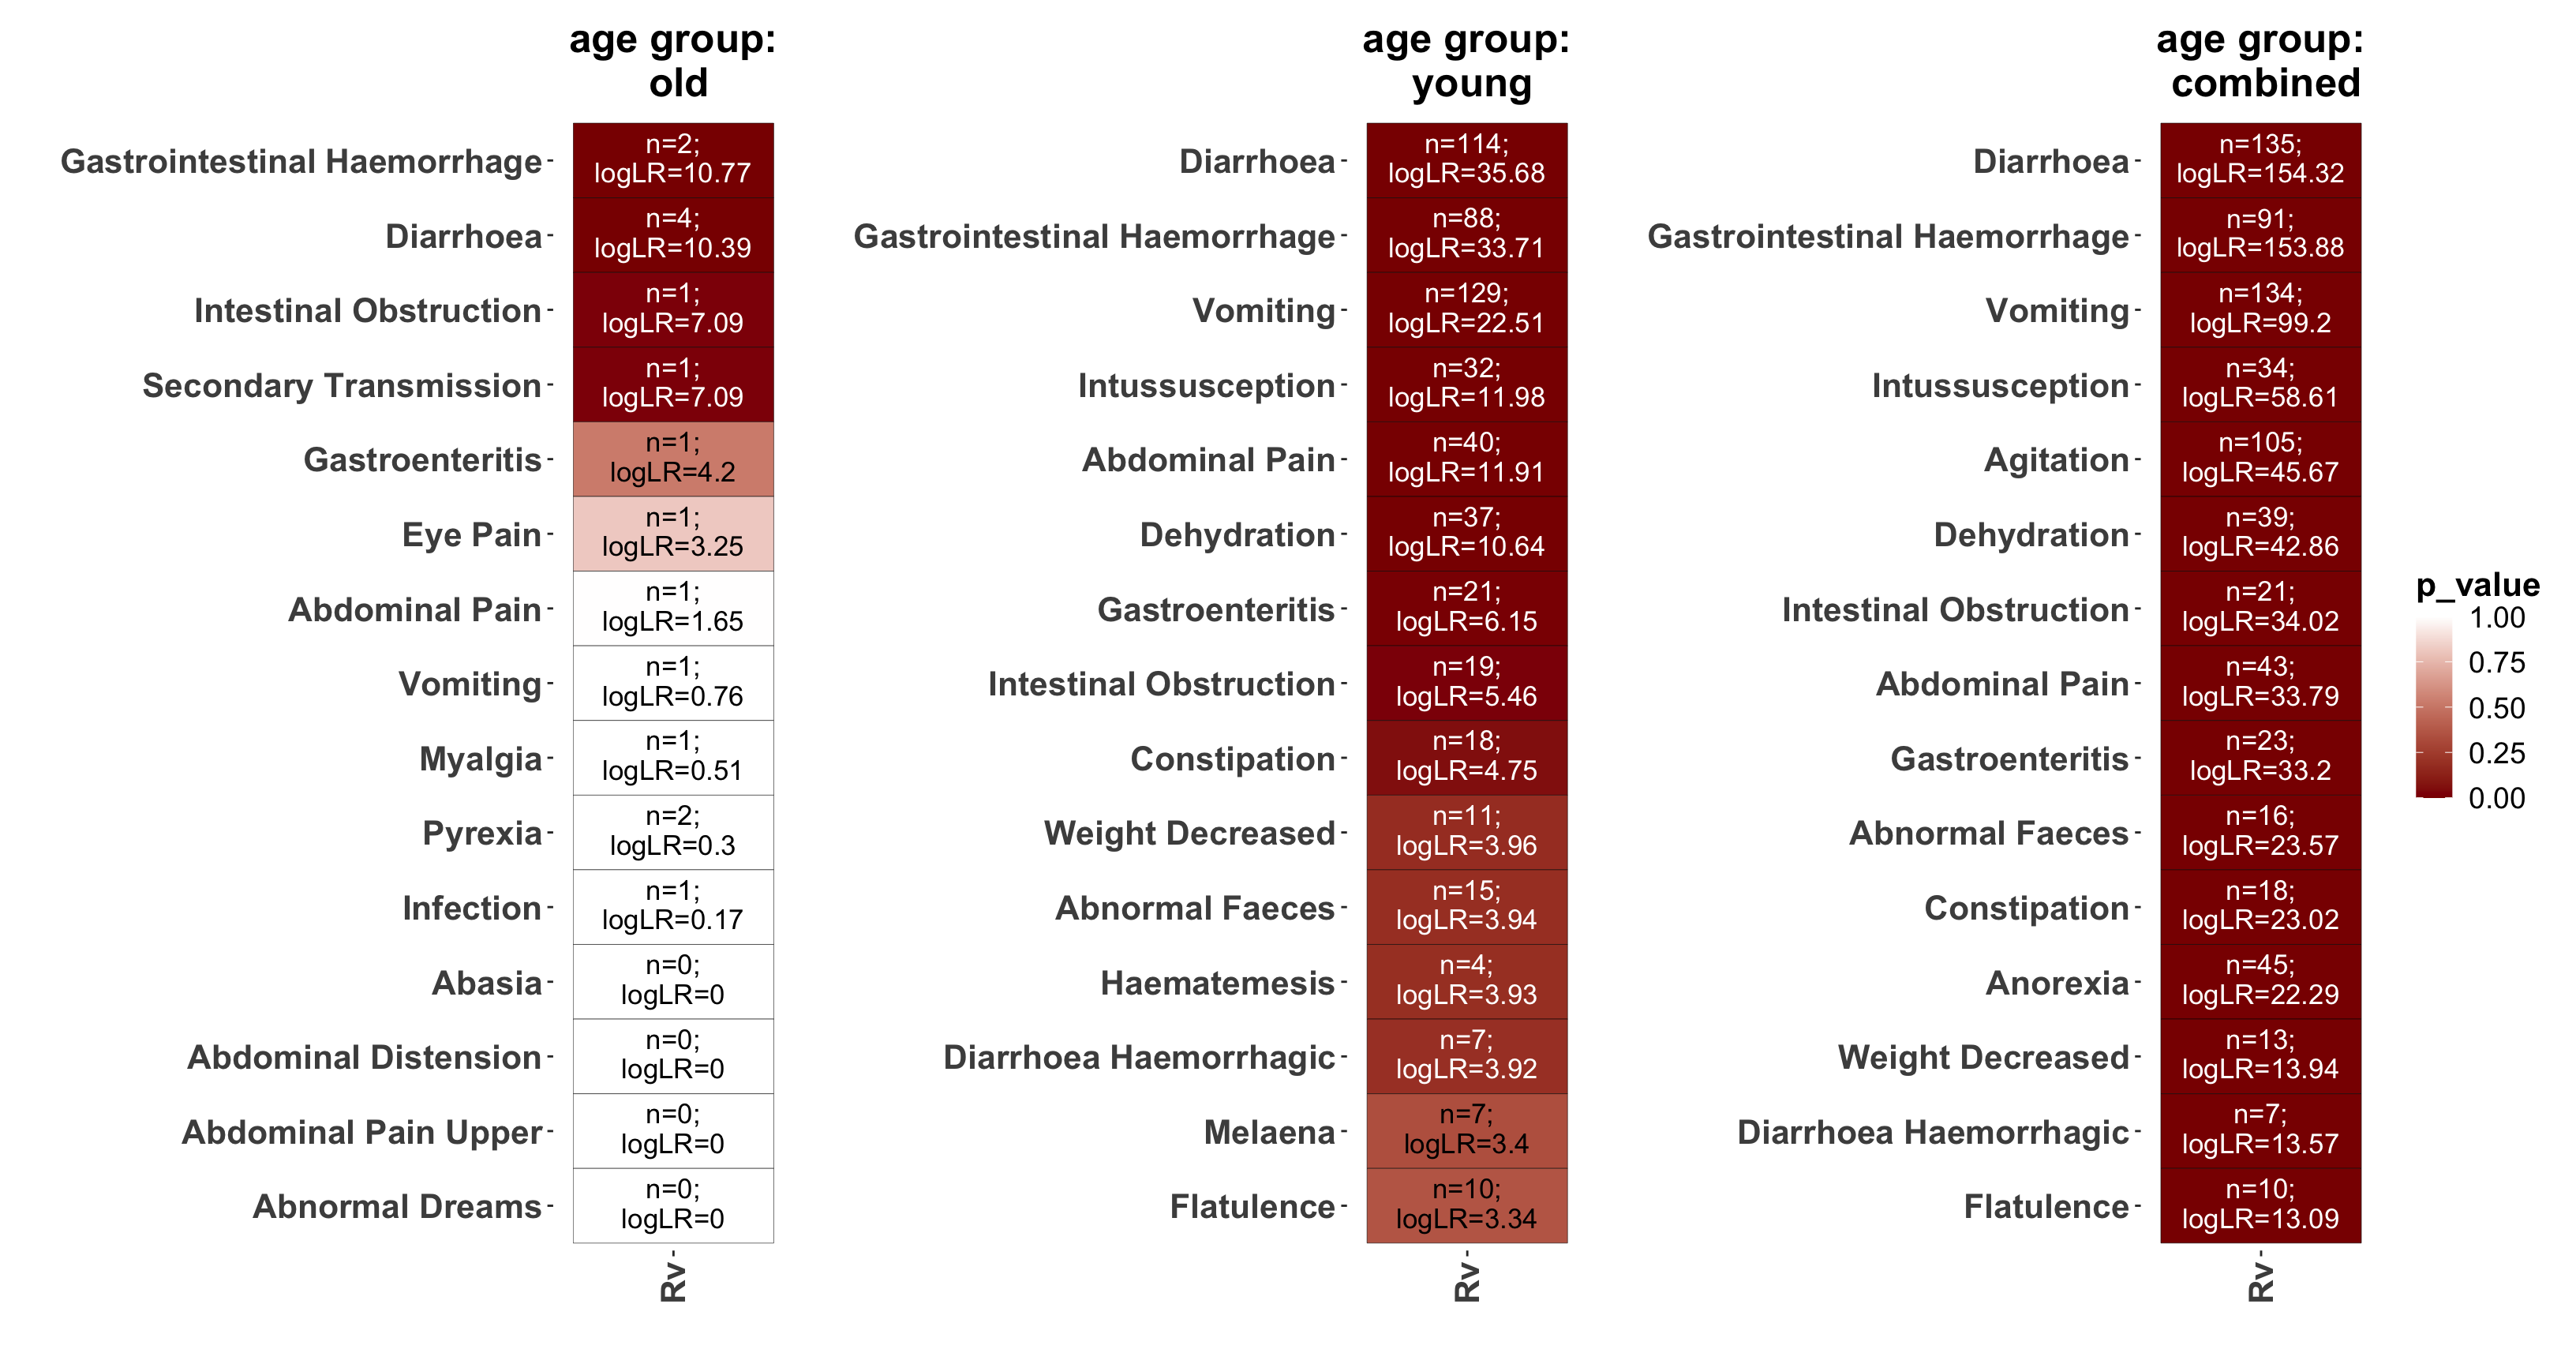 age group:
old
Gastrointestinal Haemorrhage
n=2;
logLR=10.77
Diarrhoea
n=4;
logLR=10.39
Intestinal Obstruction
n=1;
logLR=7.09
Secondary Transmission
n=1;
logLR=7.09
Gastroenteritis
n=1;
logLR=4.2
Eye Pain
n=1;
logLR=3.25
Abdominal Pain
n=1;
logLR=1.65
Vomiting
n=1;
logLR=0.76
Myalgia
n=1;
logLR=0.51
Pyrexia
n=2;
logLR=0.3
Infection
n=1;
logLR=0.17
Abasia
n=0;
logLR=0
Abdominal Distension
n=0;
logLR=0
Abdominal Pain Upper
n=0;
logLR=0
Abnormal Dreams
n=0;
logLR=0
Rv
age group:
young
Diarrhoea
n=114;
logLR=35.68
Gastrointestinal Haemorrhage
n=88;
logLR=33.71
Vomiting
n=129;
logLR=22.51
Intussusception
n=32;
logLR=11.98
Abdominal Pain
n=40;
logLR=11.91
Dehydration
n=37;
logLR=10.64
Gastroenteritis
n=21;
logLR=6.15
Intestinal Obstruction
n=19;
logLR=5.46
Constipation
n=18;
logLR=4.75
Weight Decreased
n=11;
logLR=3.96
Abnormal Faeces
n=15;
logLR=3.94
Haematemesis
n=4;
logLR=3.93
Diarrhoea Haemorrhagic
n=7;
logLR=3.92
Melaena
n=7;
logLR=3.4
Flatulence
n=10;
logLR=3.34
Rv
age group:
combined
Diarrhoea
n=135;
logLR=154.32
Gastrointestinal Haemorrhage
n=91;
logLR=153.88
Vomiting
n=134;
logLR=99.2
Intussusception
n=34;
logLR=58.61
Agitation
n=105;
logLR=45.67
Dehydration
n=39;
logLR=42.86
Intestinal Obstruction
n=21;
logLR=34.02
Abdominal Pain
n=43;
logLR=33.79
Gastroenteritis
n=23;
logLR=33.2
Abnormal Faeces
n=16;
logLR=23.57
Constipation
n=18;
logLR=23.02
Anorexia
n=45;
logLR=22.29
Weight Decreased
n=13;
logLR=13.94
Diarrhoea Haemorrhagic
n=7;
logLR=13.57
Flatulence
n=10;
logLR=13.09
Rv
p_value
1.00
0.75
0.50
0.25
0.00